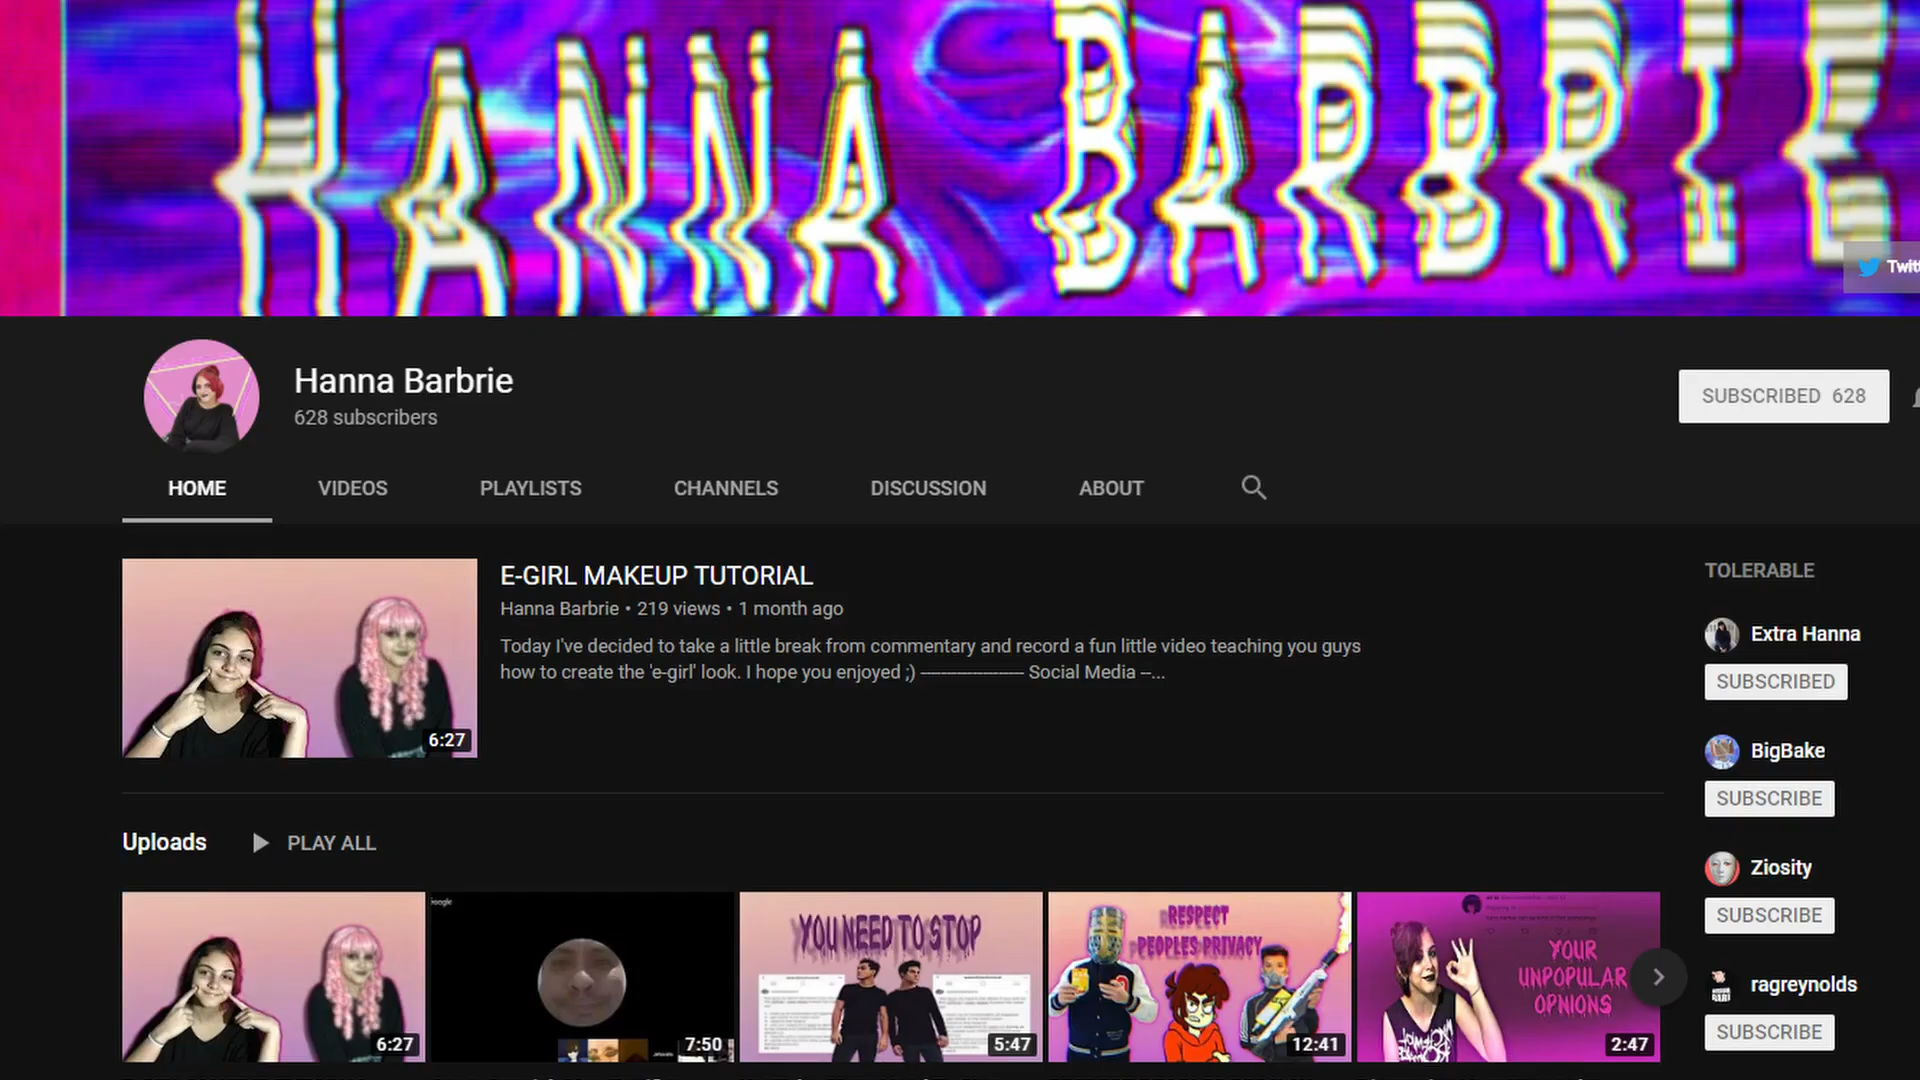 HANNA BARBRIE
Hanna Barbrie
628 subscribers
SUBSCRIBED 628
HOME VIDEOS PLAYLISTS CHANNELS DISCUSSION ABOUT
E-GIRL MAKEUP TUTORIAL
Hanna Barbrie • 219 views • 1 month ago
Today I've decided to take a little break from commentary and record a fun little video teaching you guys
how to create the 'e-girl' look. I hope you enjoyed ;) ---------------------- Social Media --...
6:27
TOLERABLE
Extra Hanna
SUBSCRIBED
BigBake
SUBSCRIBE
Ziosity
SUBSCRIBE
ragreynolds
SUBSCRIBE
Uploads PLAY ALL
6:27
7:50
YOU NEED TO STOP
5:47
RESPECT
PEOPLES PRIVACY
12:41
YOUR
UNPOPULAR
OPNIONS
2:47